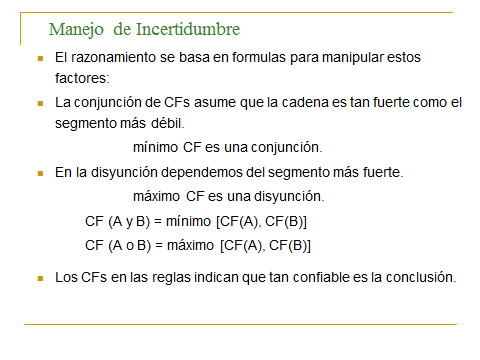 Manejo de Incertidumbre
El razonamiento se basa en formulas para manipular estos
factores:
La conjunción de CFs asume que la cadena es tan fuerte como el
segmento más débil.
mínimo CF es una conjunción.
En la disyunción dependemos del segmento más fuerte.
máximo CF es una disyunción.
CF (A y B) = mínimo [CF(A), CF(B)]
CF (A o B) = máximo [CF(A), CF(B)]
Los CFs en las reglas indican que tan confiable es la conclusión.